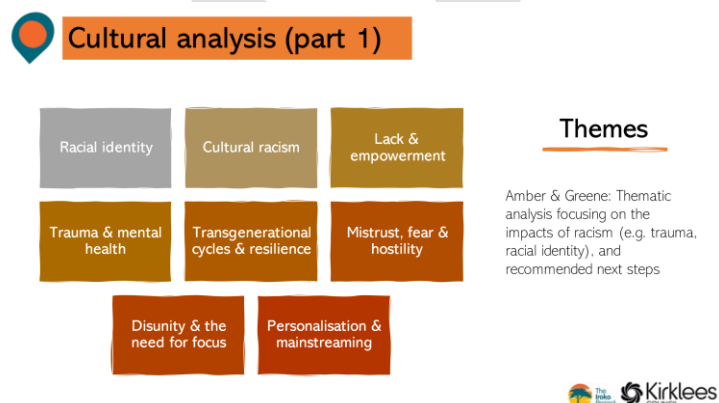 Cultural analysis (part 1)
Racial identity
Cultural racism
Lack &
empowerment
Trauma & mental
health
Transgenerational
cycles & resilience
Mistrust, fear &
hostility
Disunity & the
need for focus
Personalisation &
mainstreaming
Themes
Amber & Greene: Thematic
analysis focusing on the
impacts of racism (e.g. trauma,
racial identity), and
recommended next steps
The
Iroko
Kirklees